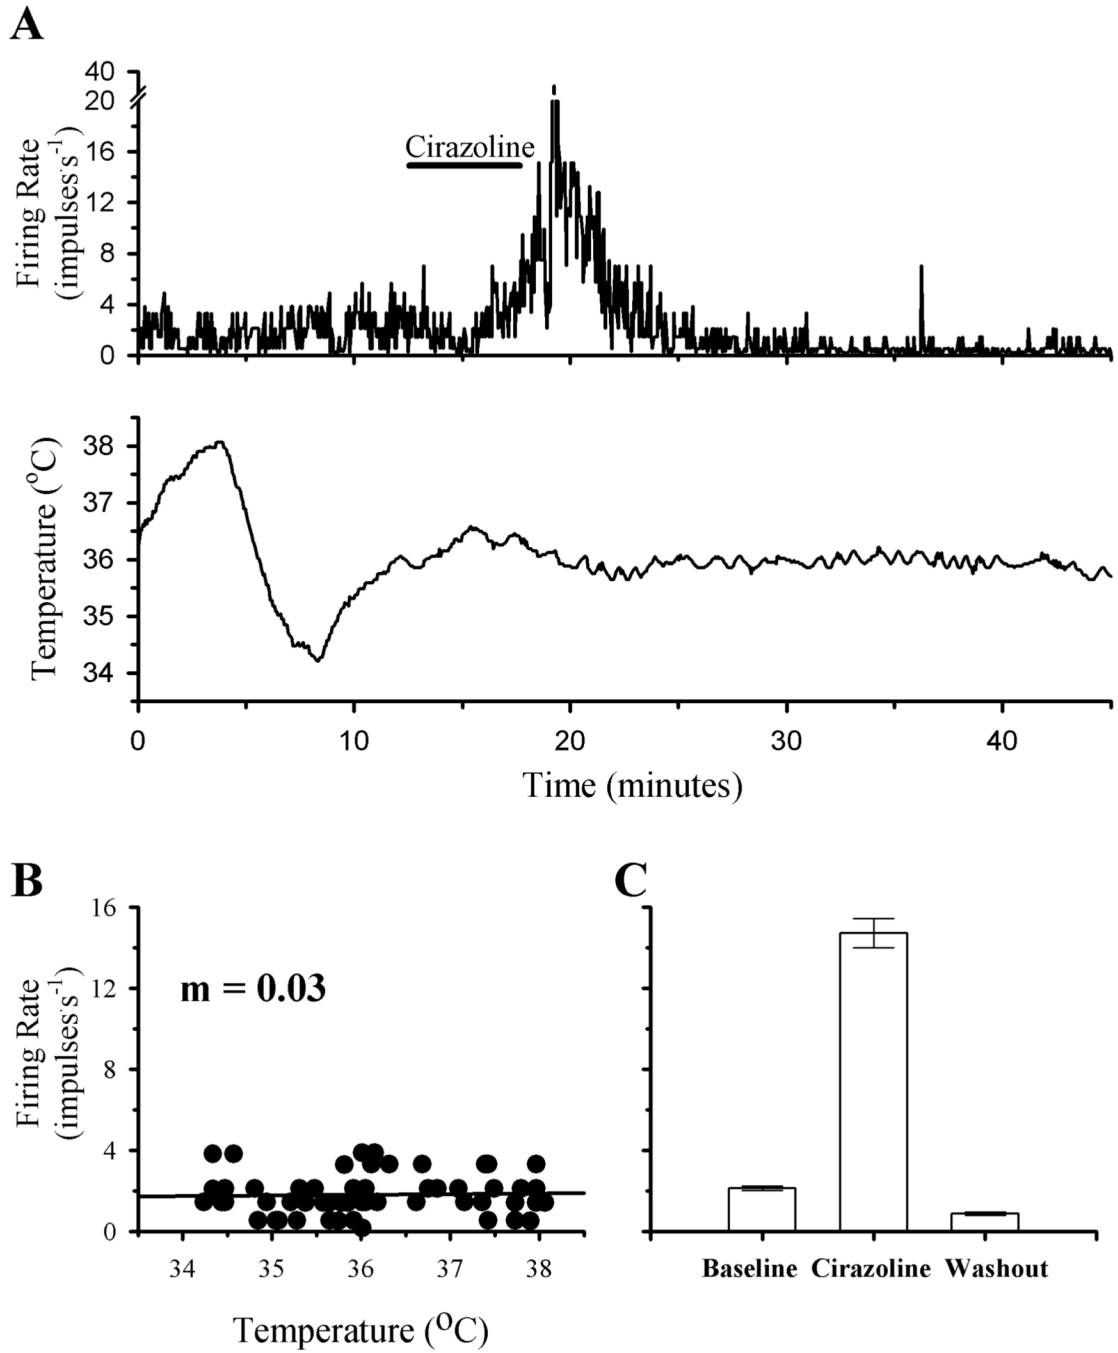 A
40
20
16
12
8
4
0
Firing Rate
(impulses·s⁻¹)
Cirazoline
38
37
36
35
34
Temperature (°C)
0 10 20 30 40
Time (minutes)
B
16
12
8
4
0
Firing Rate
(impulses·s⁻¹)
m = 0.03
34 35 36 37 38
Temperature (°C)
C
Baseline Cirazoline Washout